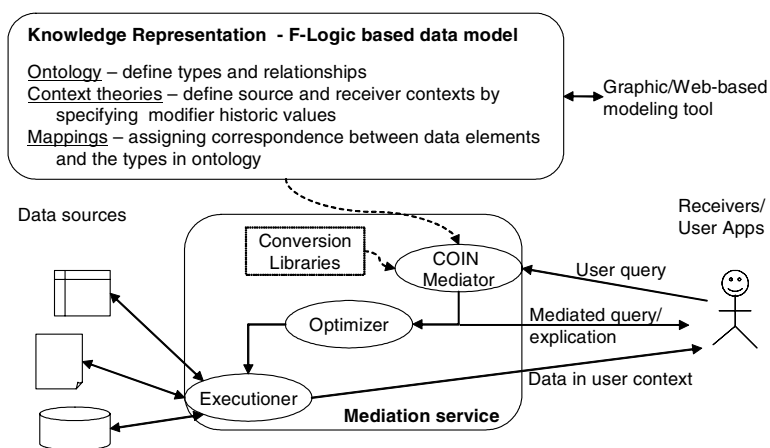 Knowledge Representation - F-Logic based data model
Ontology – define types and relationships
Context theories – define source and receiver contexts by
specifying modifier historic values
Mappings – assigning correspondence between data elements
and the types in ontology
Graphic/Web-based
modeling tool
Data sources
Receivers/
User Apps
Conversion
Libraries
COIN
Mediator
User query
Optimizer
Mediated query/
explication
Executioner
Data in user context
Mediation service